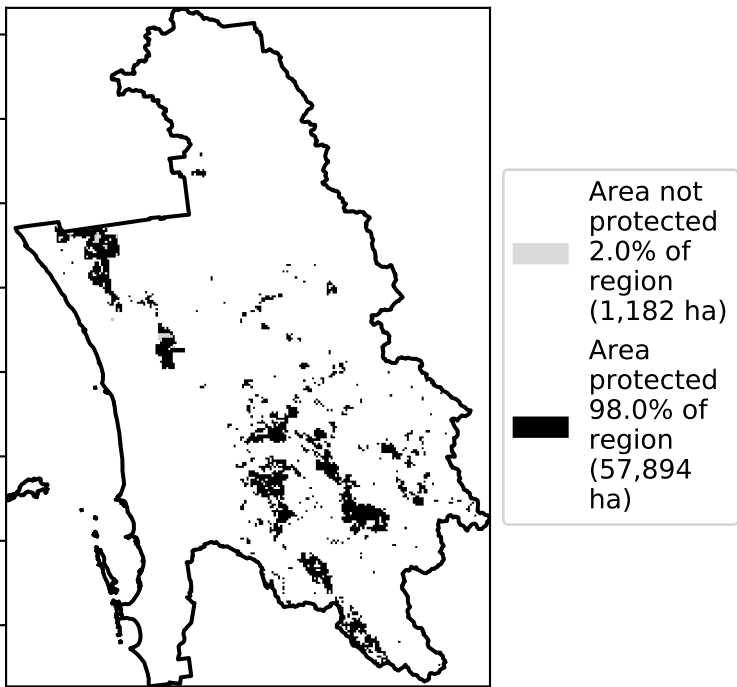 Area not
protected
2.0% of
region
(1,182 ha)
Area
protected
98.0% of
region
(57,894
ha)